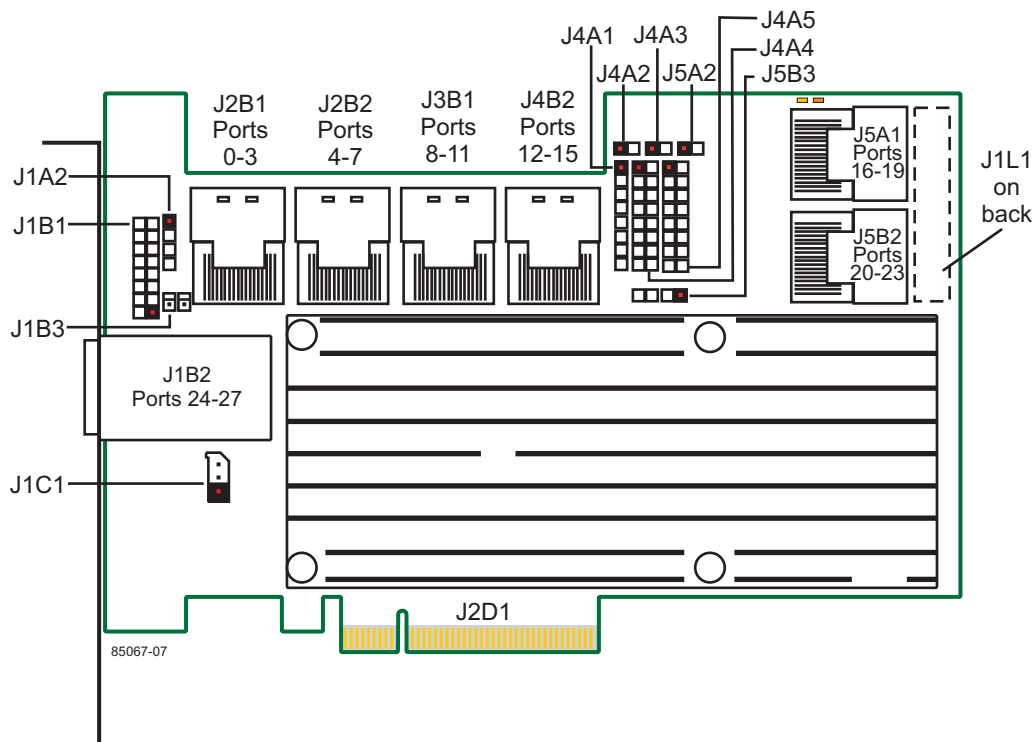 J4A5
J4A1
J4A3
J4A4
J4A2
J5A2
J5B3
J2B1
Ports
0-3
J2B2
Ports
4-7
J3B1
Ports
8-11
J4B2
Ports
12-15
J5A1
Ports
16-19
J1L1
on
back
J1A2
J1B1
J5B2
Ports
20-23
J1B3
J1B2
Ports 24-27
J1C1
J2D1
85067-07